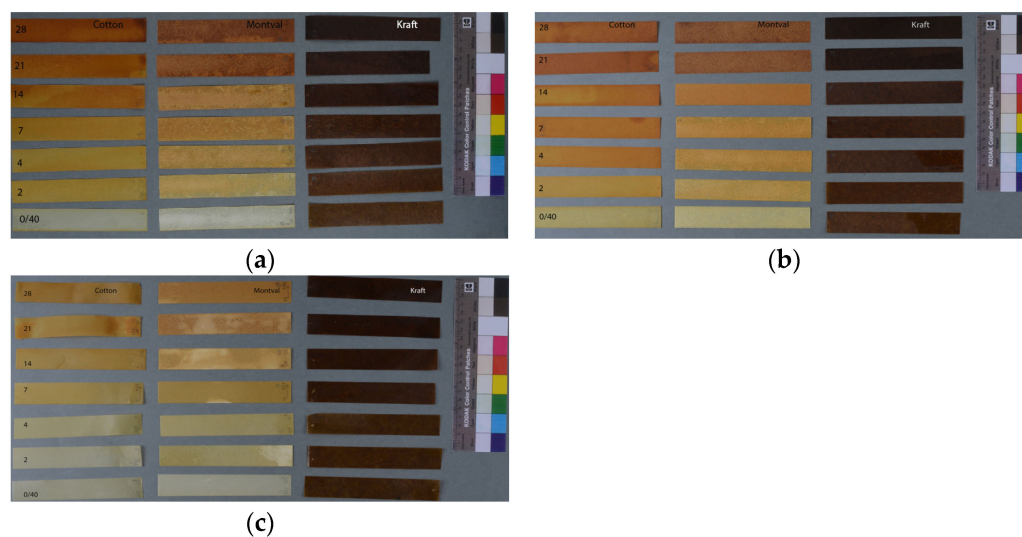 28 Cotton Montval Kraft
21
14
7
4
2
0/40
KODAK Color Control Patches
(a)
28 Cotton Montval Kraft
21
14
7
4
2
0/40
KODAK Color Control Patches
(b)
28 Cotton Montval Kraft
21
14
7
4
2
0/40
KODAK Color Control Patches
(c)